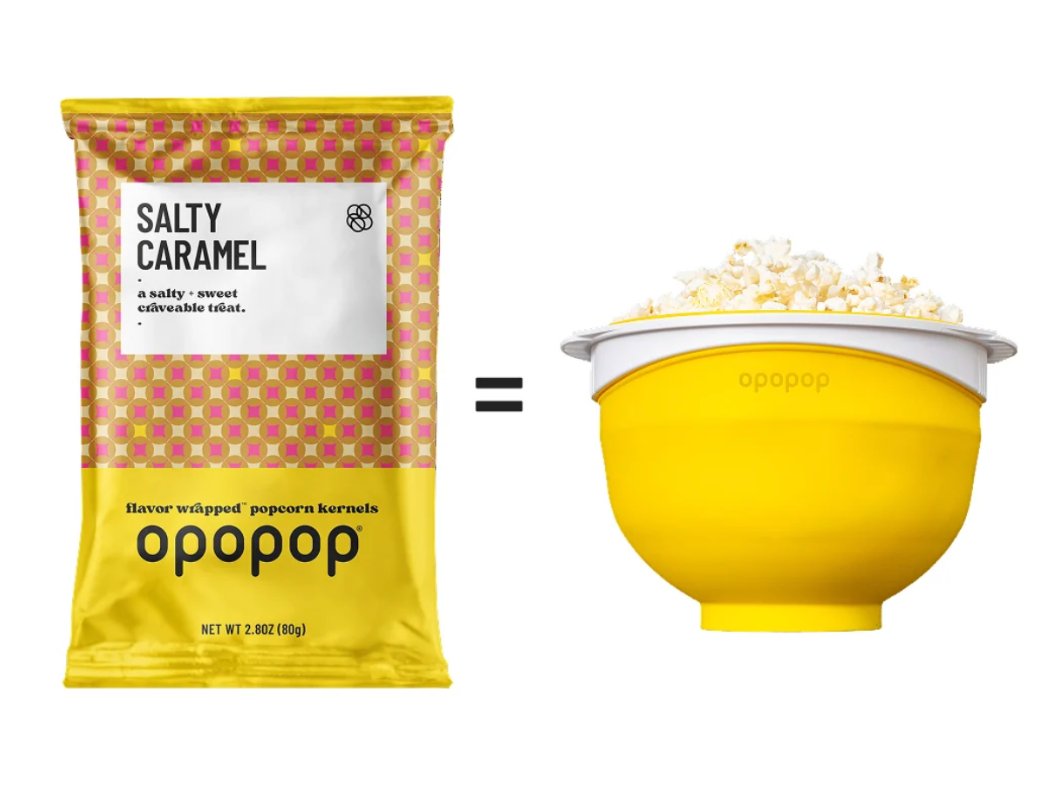 SALTY
CARAMEL
a salty + sweet
craveable treat.
flavor wrapped™ popcorn kernels
opopop®
NET WT 2.8OZ (80g)
=
opopop